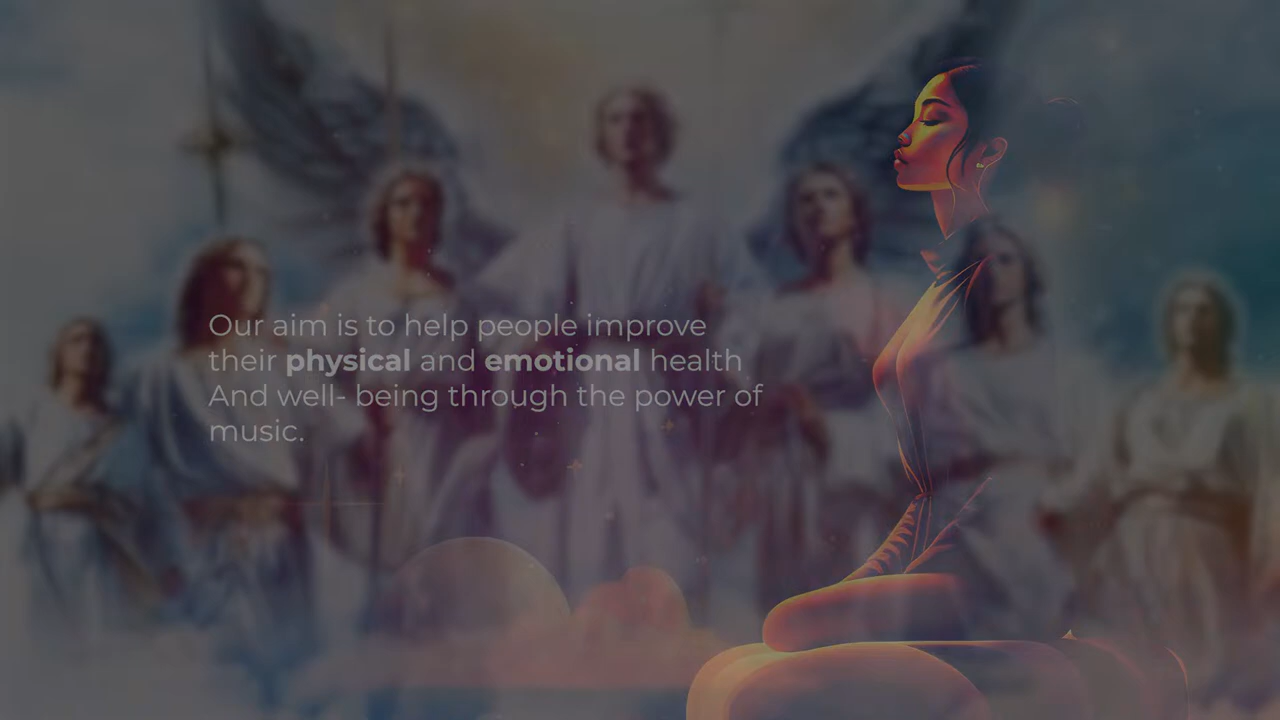 Our aim is to help people improve
their physical and emotional health
And well- being through the power of
music.